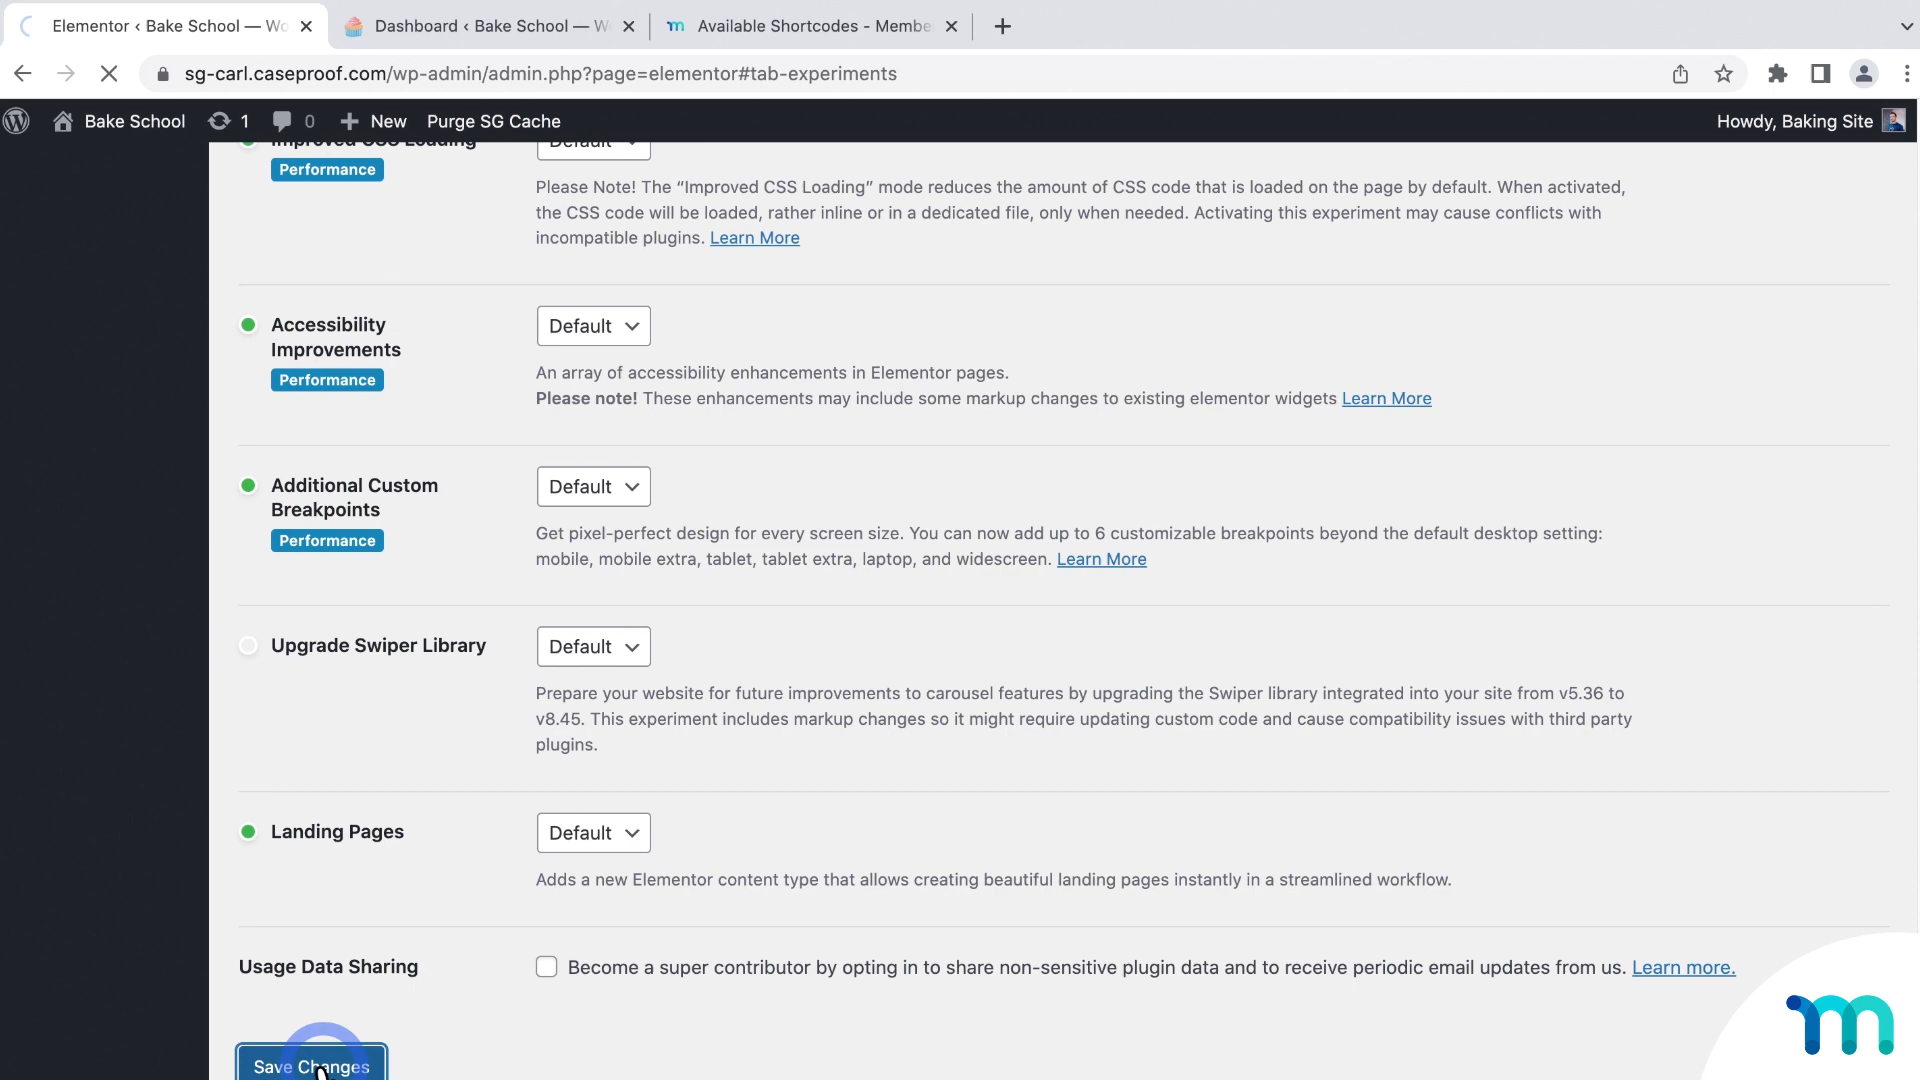 Elementor ‹ Bake School — Wo
Dashboard ‹ Bake School — W
Available Shortcodes - Membe
sg-carl.caseproof.com/wp-admin/admin.php?page=elementor#tab-experiments
Bake School
1
0
New
Purge SG Cache
Howdy, Baking Site
Improved CSS Loading
Default
Performance
Please Note! The “Improved CSS Loading” mode reduces the amount of CSS code that is loaded on the page by default. When activated,
the CSS code will be loaded, rather inline or in a dedicated file, only when needed. Activating this experiment may cause conflicts with
incompatible plugins. Learn More
Accessibility
Improvements
Performance
Default
An array of accessibility enhancements in Elementor pages.
Please note! These enhancements may include some markup changes to existing elementor widgets Learn More
Additional Custom
Breakpoints
Performance
Default
Get pixel-perfect design for every screen size. You can now add up to 6 customizable breakpoints beyond the default desktop setting:
mobile, mobile extra, tablet, tablet extra, laptop, and widescreen. Learn More
Upgrade Swiper Library
Default
Prepare your website for future improvements to carousel features by upgrading the Swiper library integrated into your site from v5.36 to
v8.45. This experiment includes markup changes so it might require updating custom code and cause compatibility issues with third party
plugins.
Landing Pages
Default
Adds a new Elementor content type that allows creating beautiful landing pages instantly in a streamlined workflow.
Usage Data Sharing
Become a super contributor by opting in to share non-sensitive plugin data and to receive periodic email updates from us. Learn more.
Save Changes
m